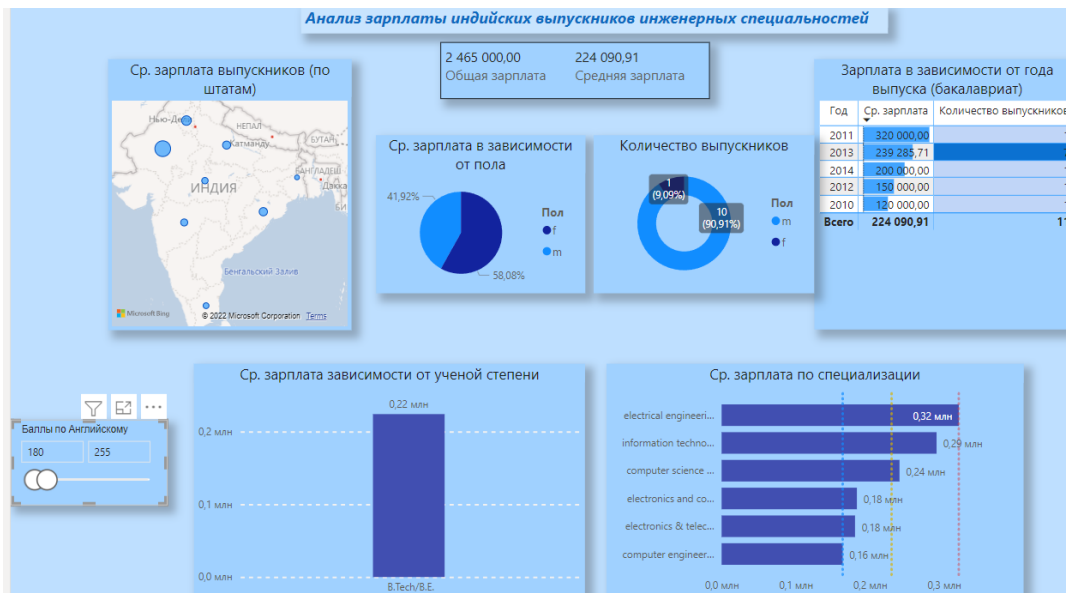 Анализ зарплаты индийских выпускников инженерных специальностей
2 465 000,00
Общая зарплата
224 090,91
Средняя зарплата
Ср. зарплата выпускников (по
штатам)
Нью-Де
НЕПАЛ
Катманду
БУТАН
БАНГЛАДЕШ
Дакка
ИНДИЯ
Бенгальский Залив
Microsoft Bing
© 2022 Microsoft Corporation Terms
Ср. зарплата в зависимости
от пола
41,92%
58,08%
Пол
f
m
Количество выпускников
1
(9,09%)
10
(90,91%)
Пол
m
f
Зарплата в зависимости от года
выпуска (бакалавриат)
Год Ср. зарплата Количество выпускников
2011 320 000,00
2013 239 285,71
2014 200 000,00
2012 150 000,00
2010 120 000,00
Всего 224 090,91 11
Баллы по Английскому
180 255
Ср. зарплата зависимости от ученой степени
0,22 млн
0,2 млн
0,1 млн
0,0 млн
B.Tech/B.E.
Ср. зарплата по специализации
electrical engineeri... 0,32 млн
information techno... 0,29 млн
computer science ... 0,24 млн
electronics and co... 0,18 млн
electronics & telec... 0,18 млн
computer engineer... 0,16 млн
0,0 млн 0,1 млн 0,2 млн 0,3 млн